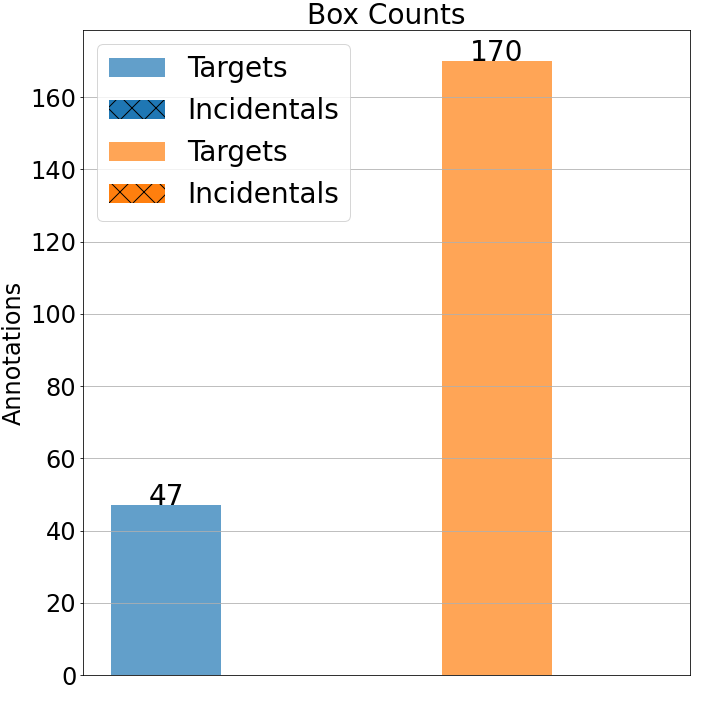 Box Counts
170
Targets
Incidentals
Targets
Incidentals
160
140
120
100
80
60
40
20
0
Annotations
47